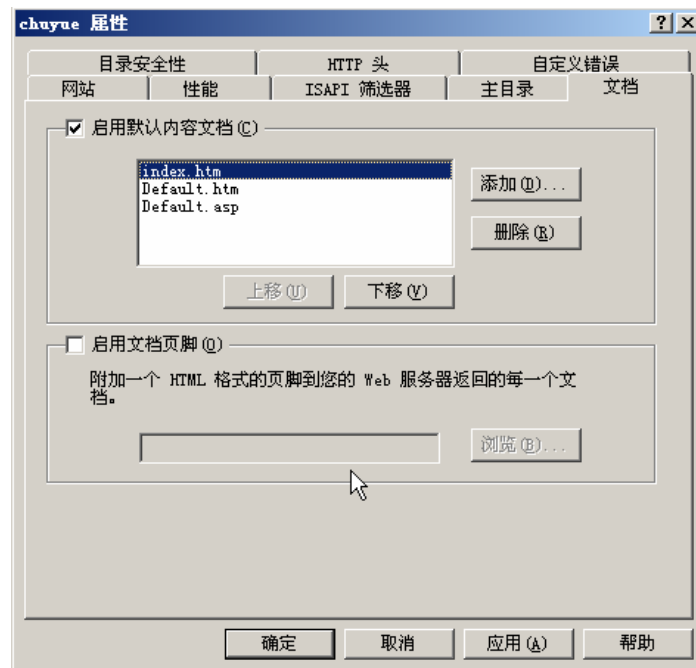 chuyue 属性
目录安全性 HTTP 头 自定义错误
网站 性能 ISAPI 筛选器 主目录 文档
启用默认内容文档(C)
index.htm
Default.htm
Default.asp
添加(D)...
删除(R)
上移(U) 下移(V)
启用文档页脚(O)
附加一个 HTML 格式的页脚到您的 Web 服务器返回的每一个文
档。
浏览(B)...
确定 取消 应用(A) 帮助